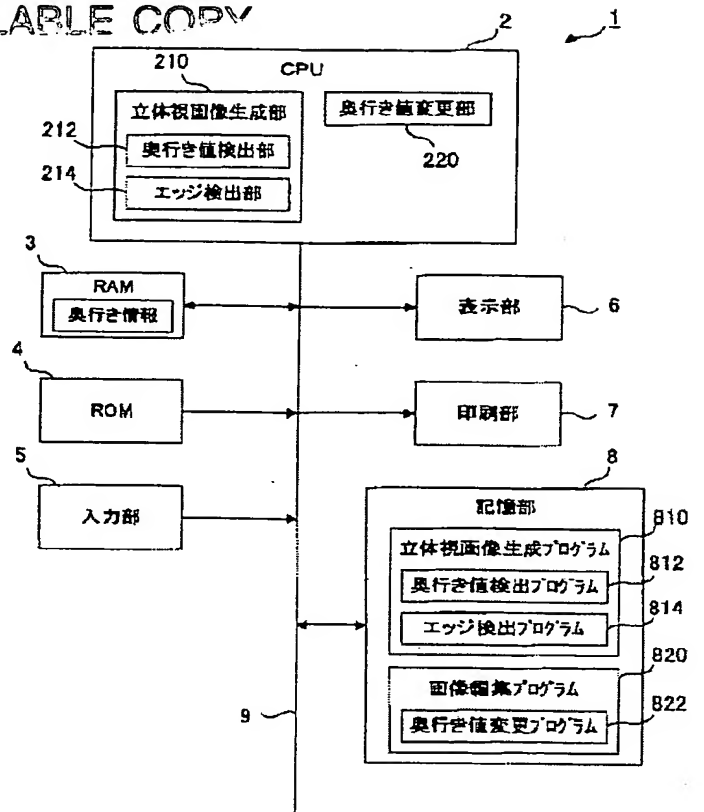 LABLE COPY
2
1
210
CPU
立体視画像生成部
奥行き値変更部
212
奥行き値検出部
220
214
エッジ検出部
3
RAM
奥行き情報
表示部
6
4
ROM
印刷部
7
5
入力部
8
記憶部
810
立体視画像生成プログラム
812
奥行き値検出プログラム
814
エッジ検出プログラム
820
画像編集プログラム
822
奥行き値変更プログラム
9